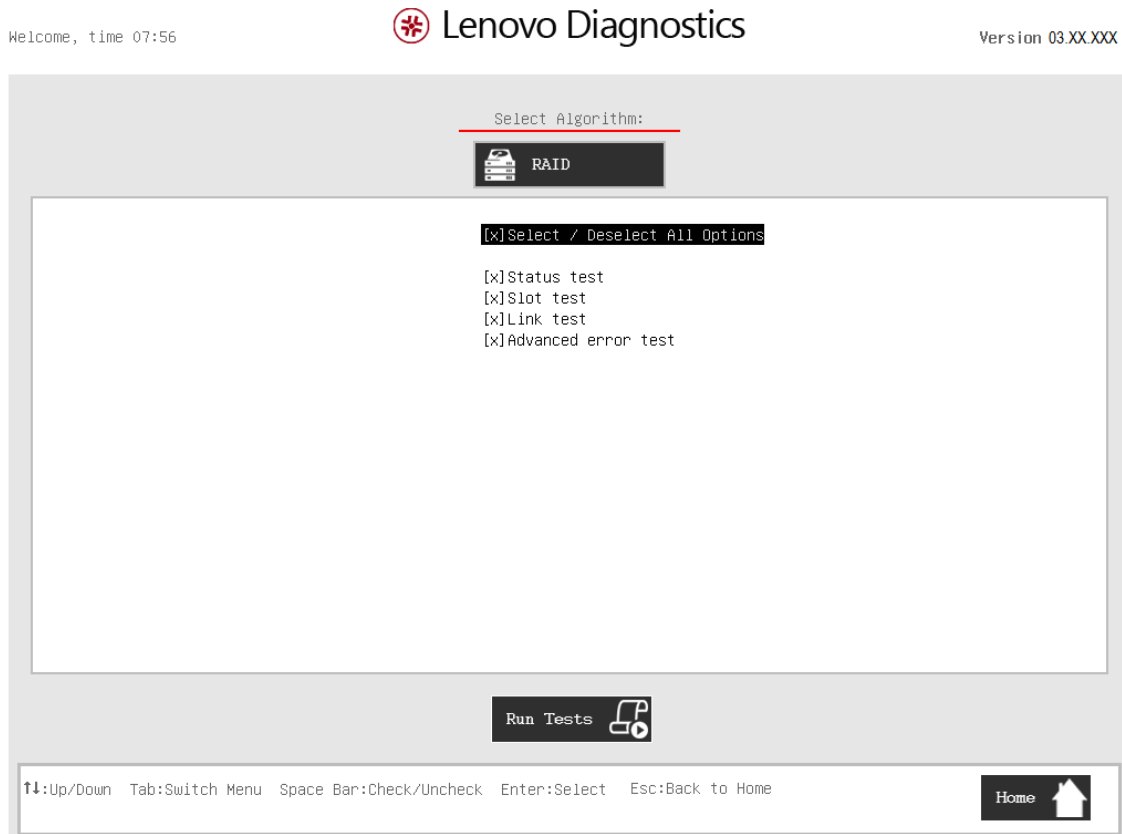 Welcome, time 07:56
Lenovo Diagnostics
Version 03.XX.XXX
Select Algorithm:
RAID
[x]Select / Deselect All Options
[x]Status test
[x]Slot test
[x]Link test
[x]Advanced error test
Run Tests
↑↓:Up/Down Tab:Switch Menu Space Bar:Check/Uncheck Enter:Select Esc:Back to Home
Home